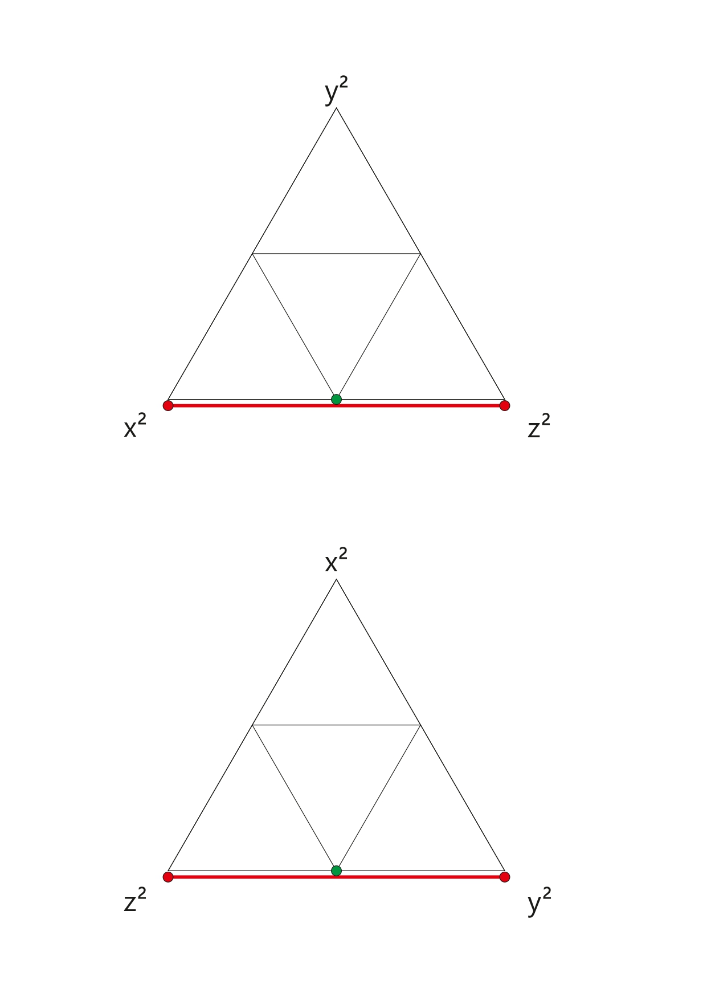 y²
x² z²
x²
z² y²